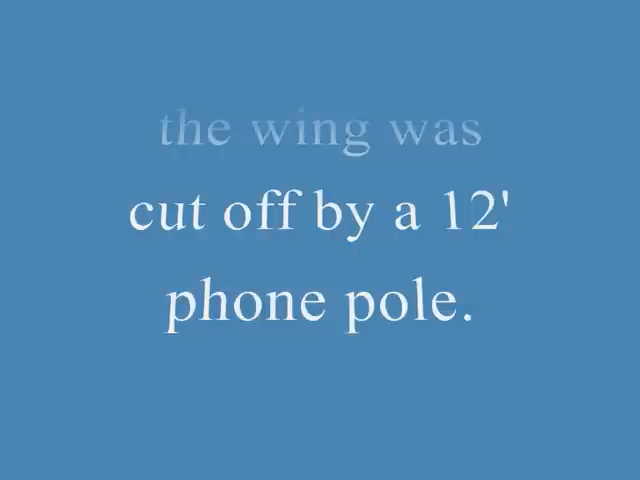 the wing was
cut off by a 12'
phone pole.